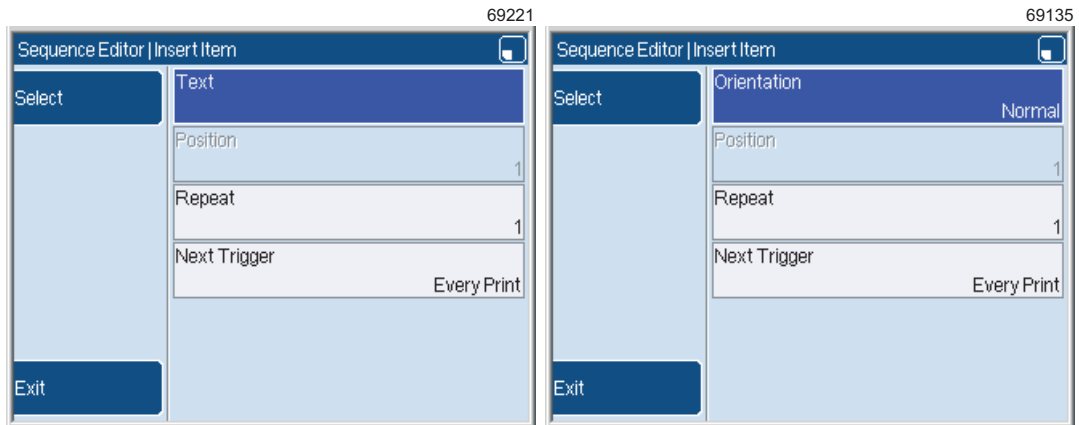 69221
Sequence Editor | Insert Item
Select
Text
Position
1
Repeat
1
Next Trigger
Every Print
Exit
69135
Sequence Editor | Insert Item
Select
Orientation
Normal
Position
1
Repeat
1
Next Trigger
Every Print
Exit